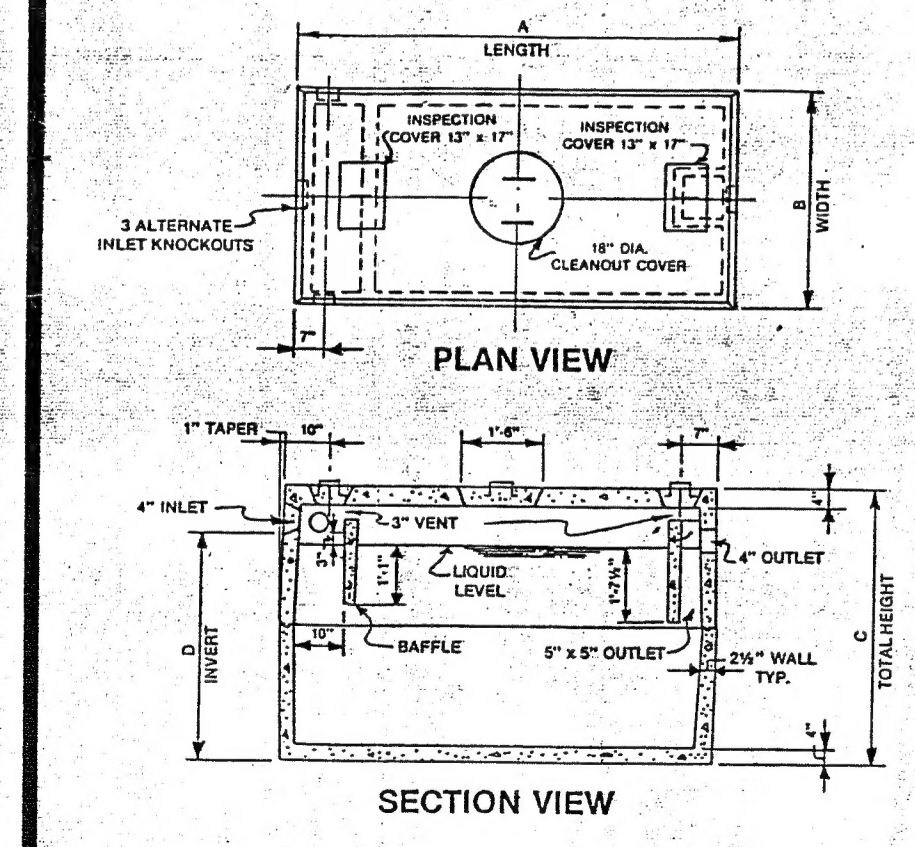 A
LENGTH
INSPECTION
COVER 13" x 17"
INSPECTION
COVER 13" x 17"
B
WIDTH
3 ALTERNATE
INLET KNOCKOUTS
18" DIA.
CLEANOUT COVER
7"
PLAN VIEW
1" TAPER
10"
1'-6"
7"
4" INLET
3" VENT
4"
3"
1'-1"
LIQUID
LEVEL
1'-2½"
4" OUTLET
D
INVERT
10"
BAFFLE
5" x 5" OUTLET
2½" WALL
TYP.
C
TOTAL HEIGHT
4"
SECTION VIEW